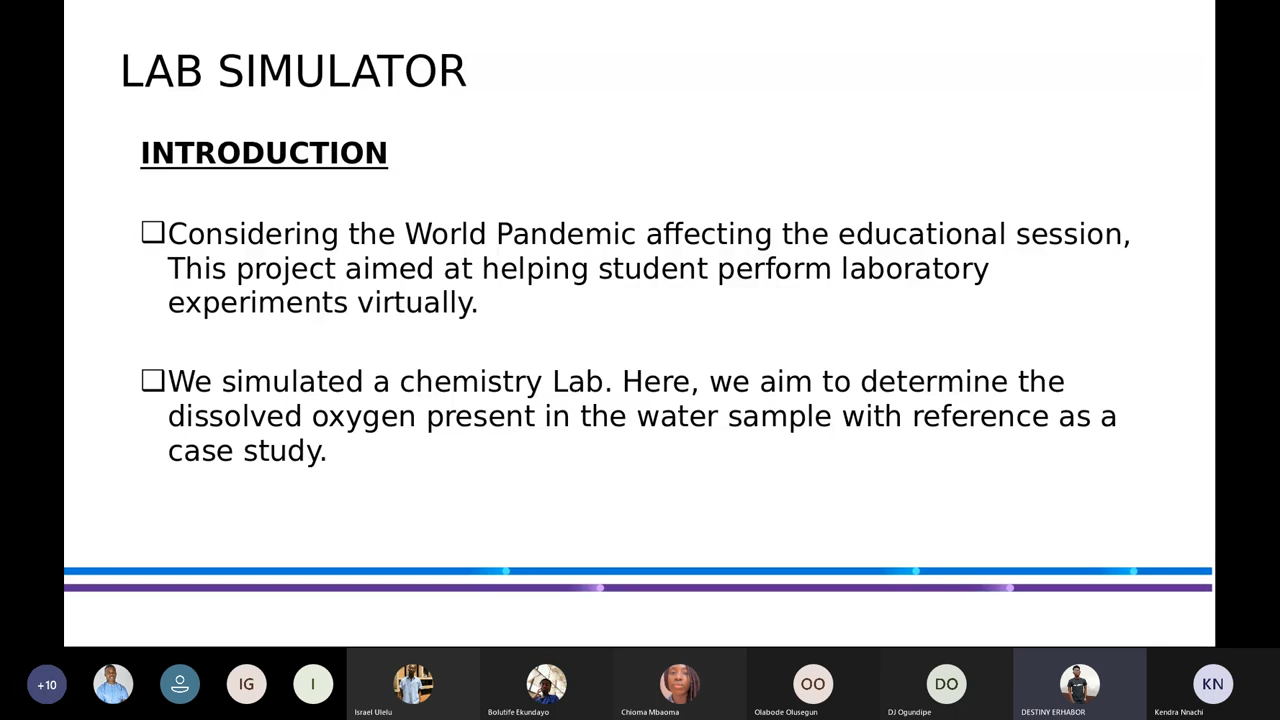 LAB SIMULATOR
INTRODUCTION
❑Considering the World Pandemic affecting the educational session,
This project aimed at helping student perform laboratory
experiments virtually.
❑We simulated a chemistry Lab. Here, we aim to determine the
dissolved oxygen present in the water sample with reference as a
case study.
+10
IG
I
OO
DO
KN
Israel Ulelu
Bolutife Ekundayo
Chioma Mbaoma
Olabode Olusegun
DJ Ogundipe
DESTINY ERHABOR
Kendra Nnachi